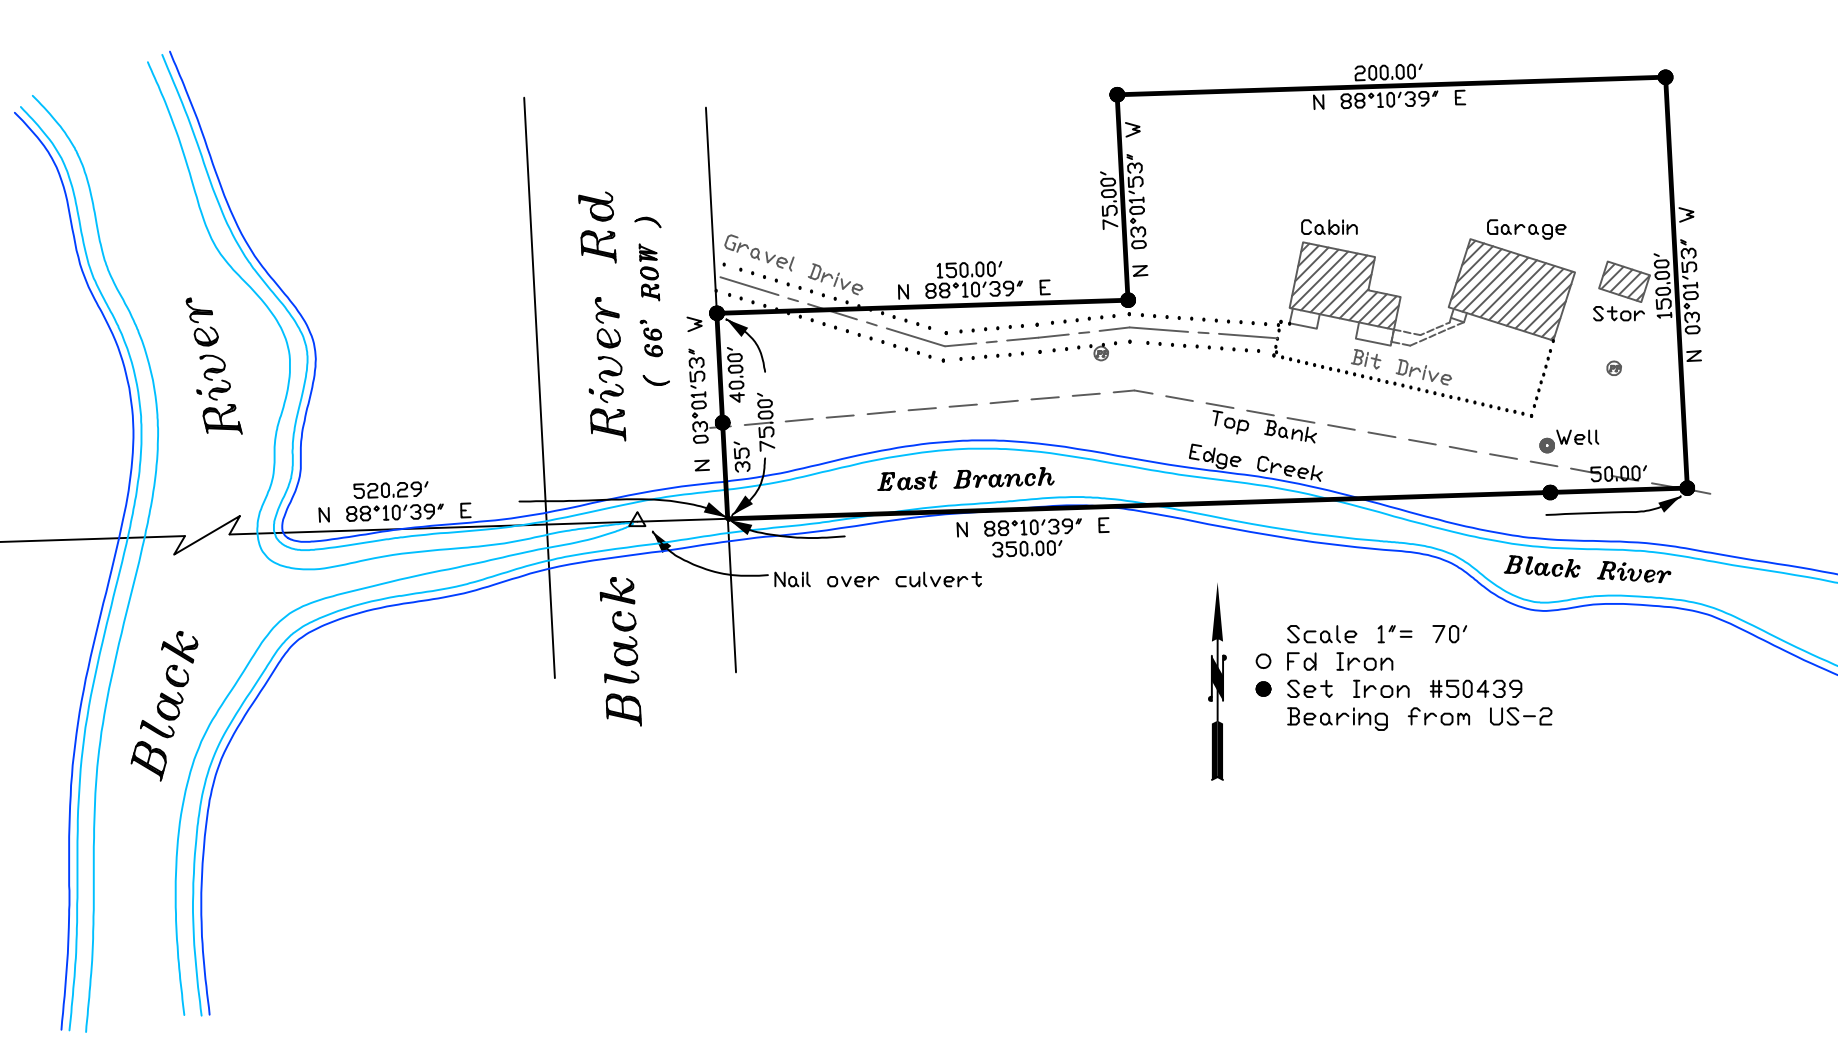 200.00′
N 88°10′39″ E
75.00′
N 03°01′53″ W
Cabin
Garage
Stor
150.00′
N 03°01′53″ W
Gravel Drive
150.00′
N 88°10′39″ E
River Rd
( 66′ ROW )
River
N 03°01′53″ W
40.00′
75.00′
35′
PP
Bit Drive
PP
Top Bank
Well
Edge Creek
50.00′
East Branch
520.29′
N 88°10′39″ E
N 88°10′39″ E
350.00′
Nail over culvert
Black River
Black
Black
N
Scale 1″= 70′
Fd Iron
Set Iron #50439
Bearing from US-2